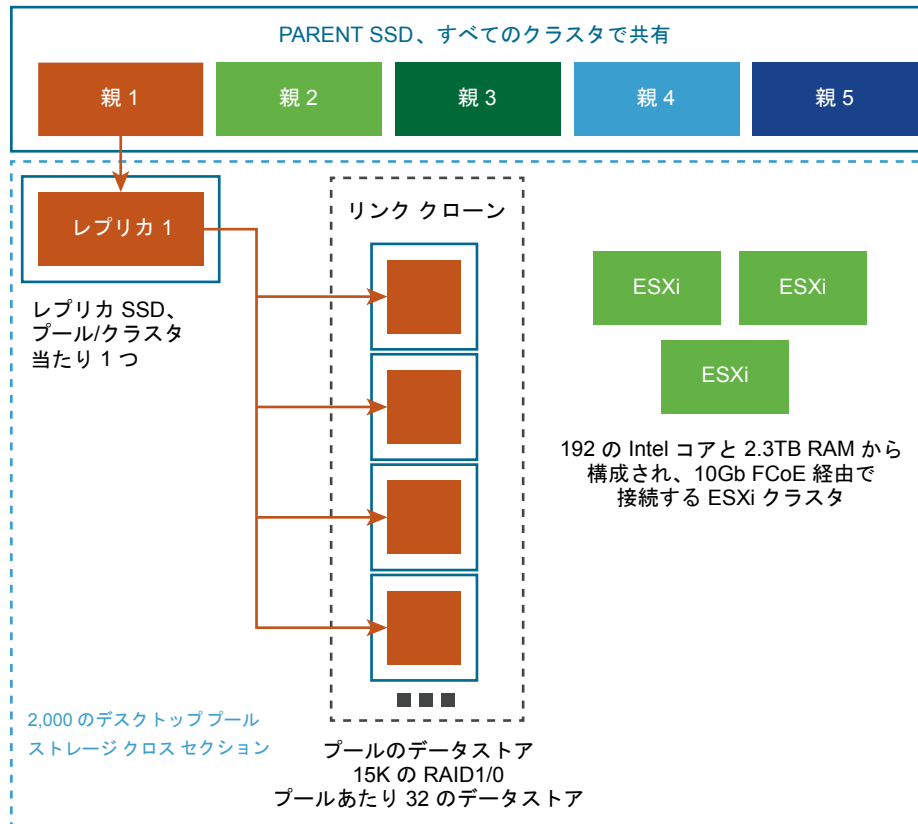 PARENT SSD、すべてのクラスタで共有
親 1
親 2
親 3
親 4
親 5
レプリカ 1
レプリカ SSD、
プール/クラスタ
当たり 1 つ
リンク クローン
ESXi
ESXi
ESXi
192 の Intel コアと 2.3TB RAM から
構成され、10Gb FCoE 経由で
接続する ESXi クラスタ
2,000 のデスクトップ プール
ストレージ クロス セクション
プールのデータストア
15K の RAID1/0
プールあたり 32 のデータストア